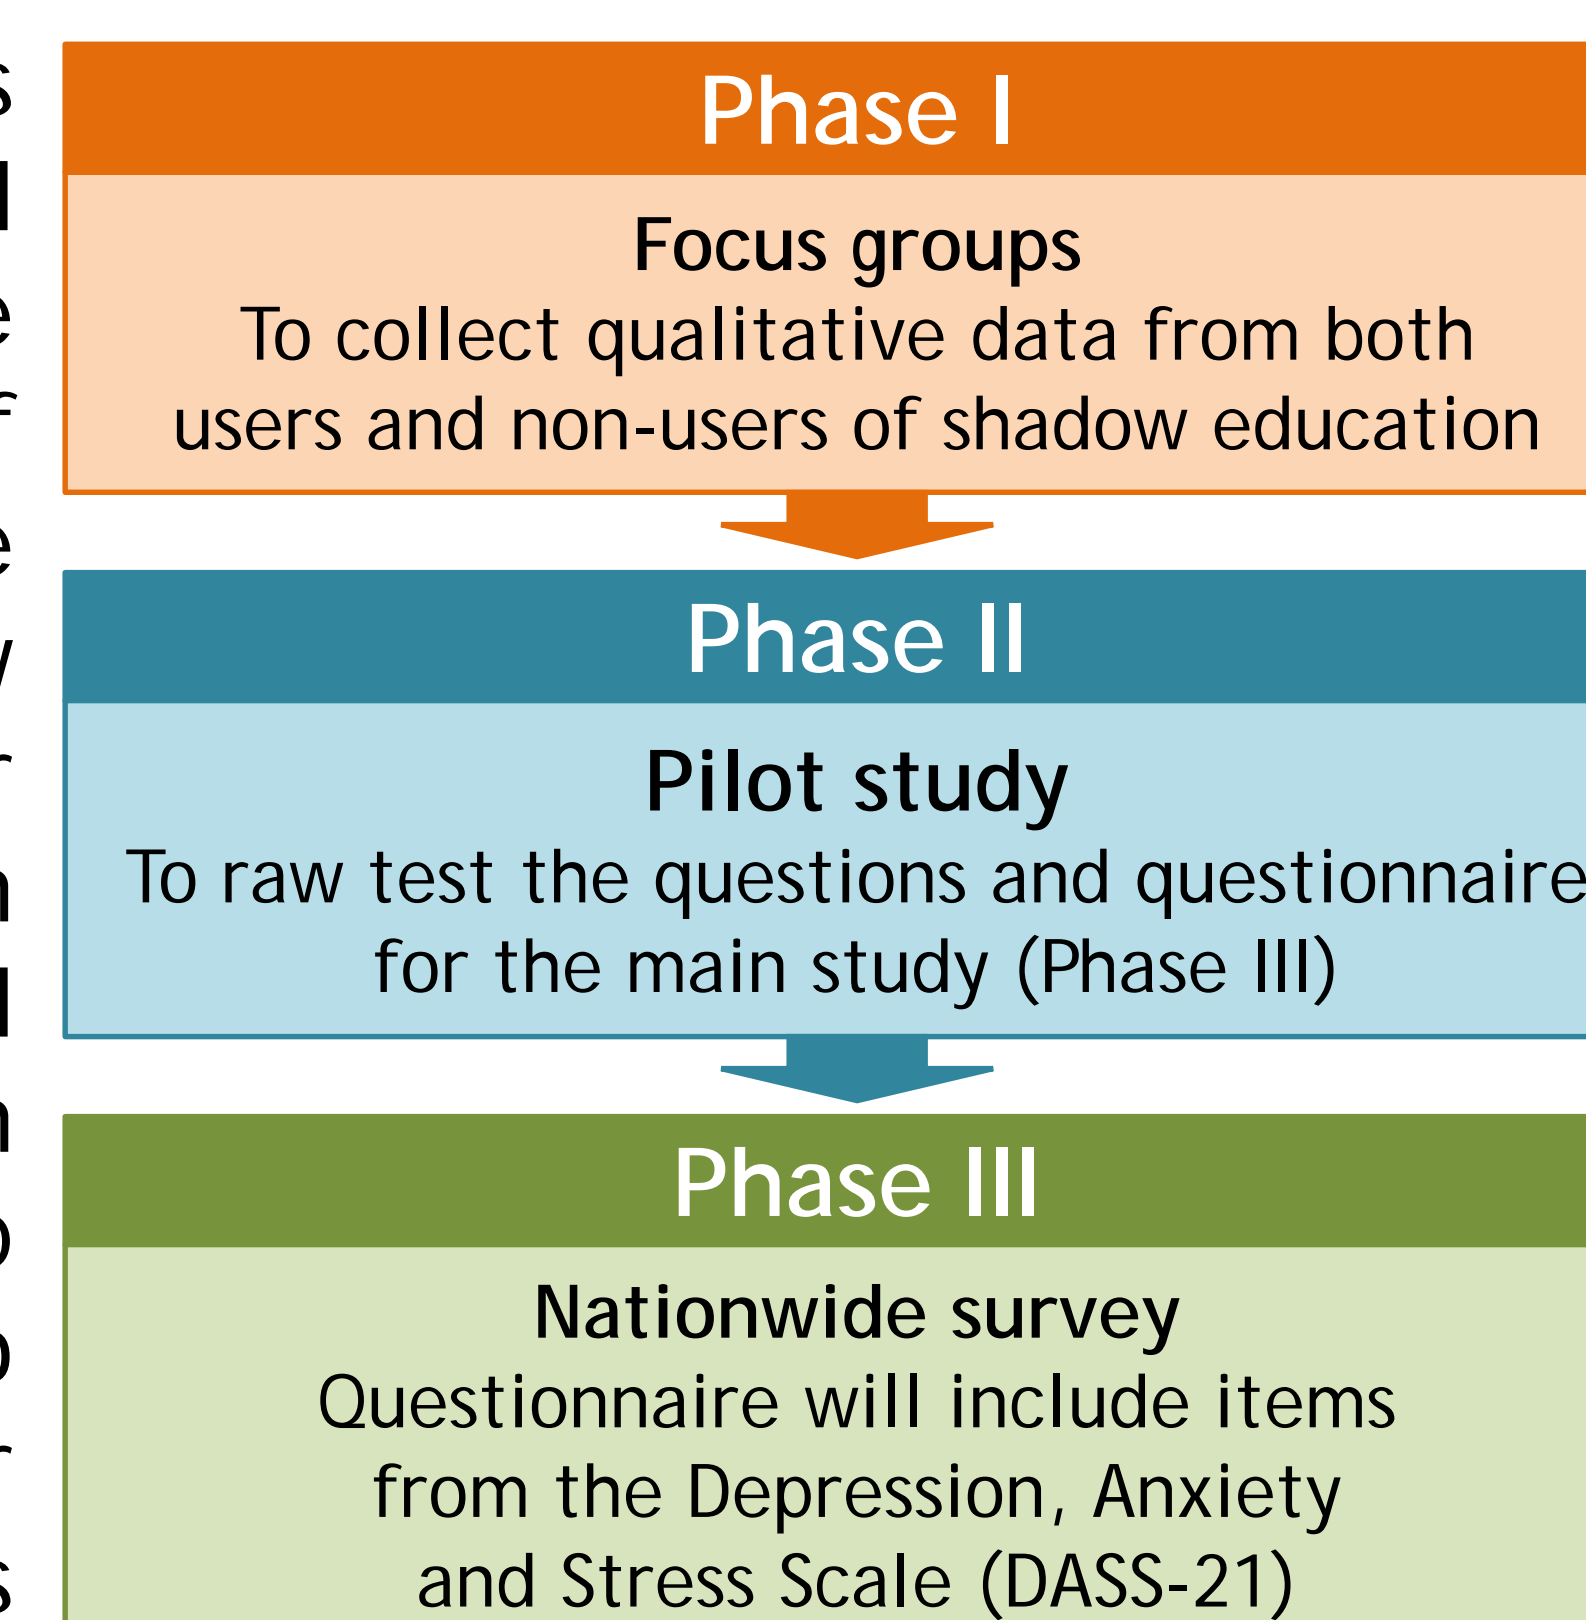 Phase I
Focus groups
To collect qualitative data from both
users and non-users of shadow education
Phase II
Pilot study
To raw test the questions and questionnaire
for the main study (Phase III)
Phase III
Nationwide survey
Questionnaire will include items
from the Depression, Anxiety
and Stress Scale (DASS-21)